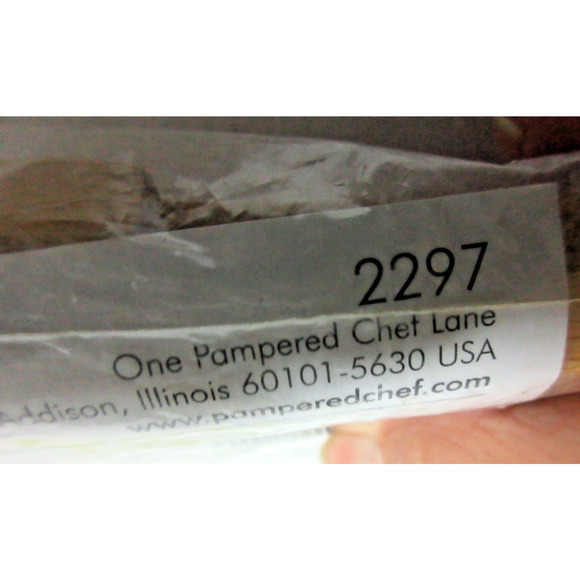 2297
One Pampered Chef Lane
Addison, Illinois 60101-5630 USA
www.pamperedchef.com